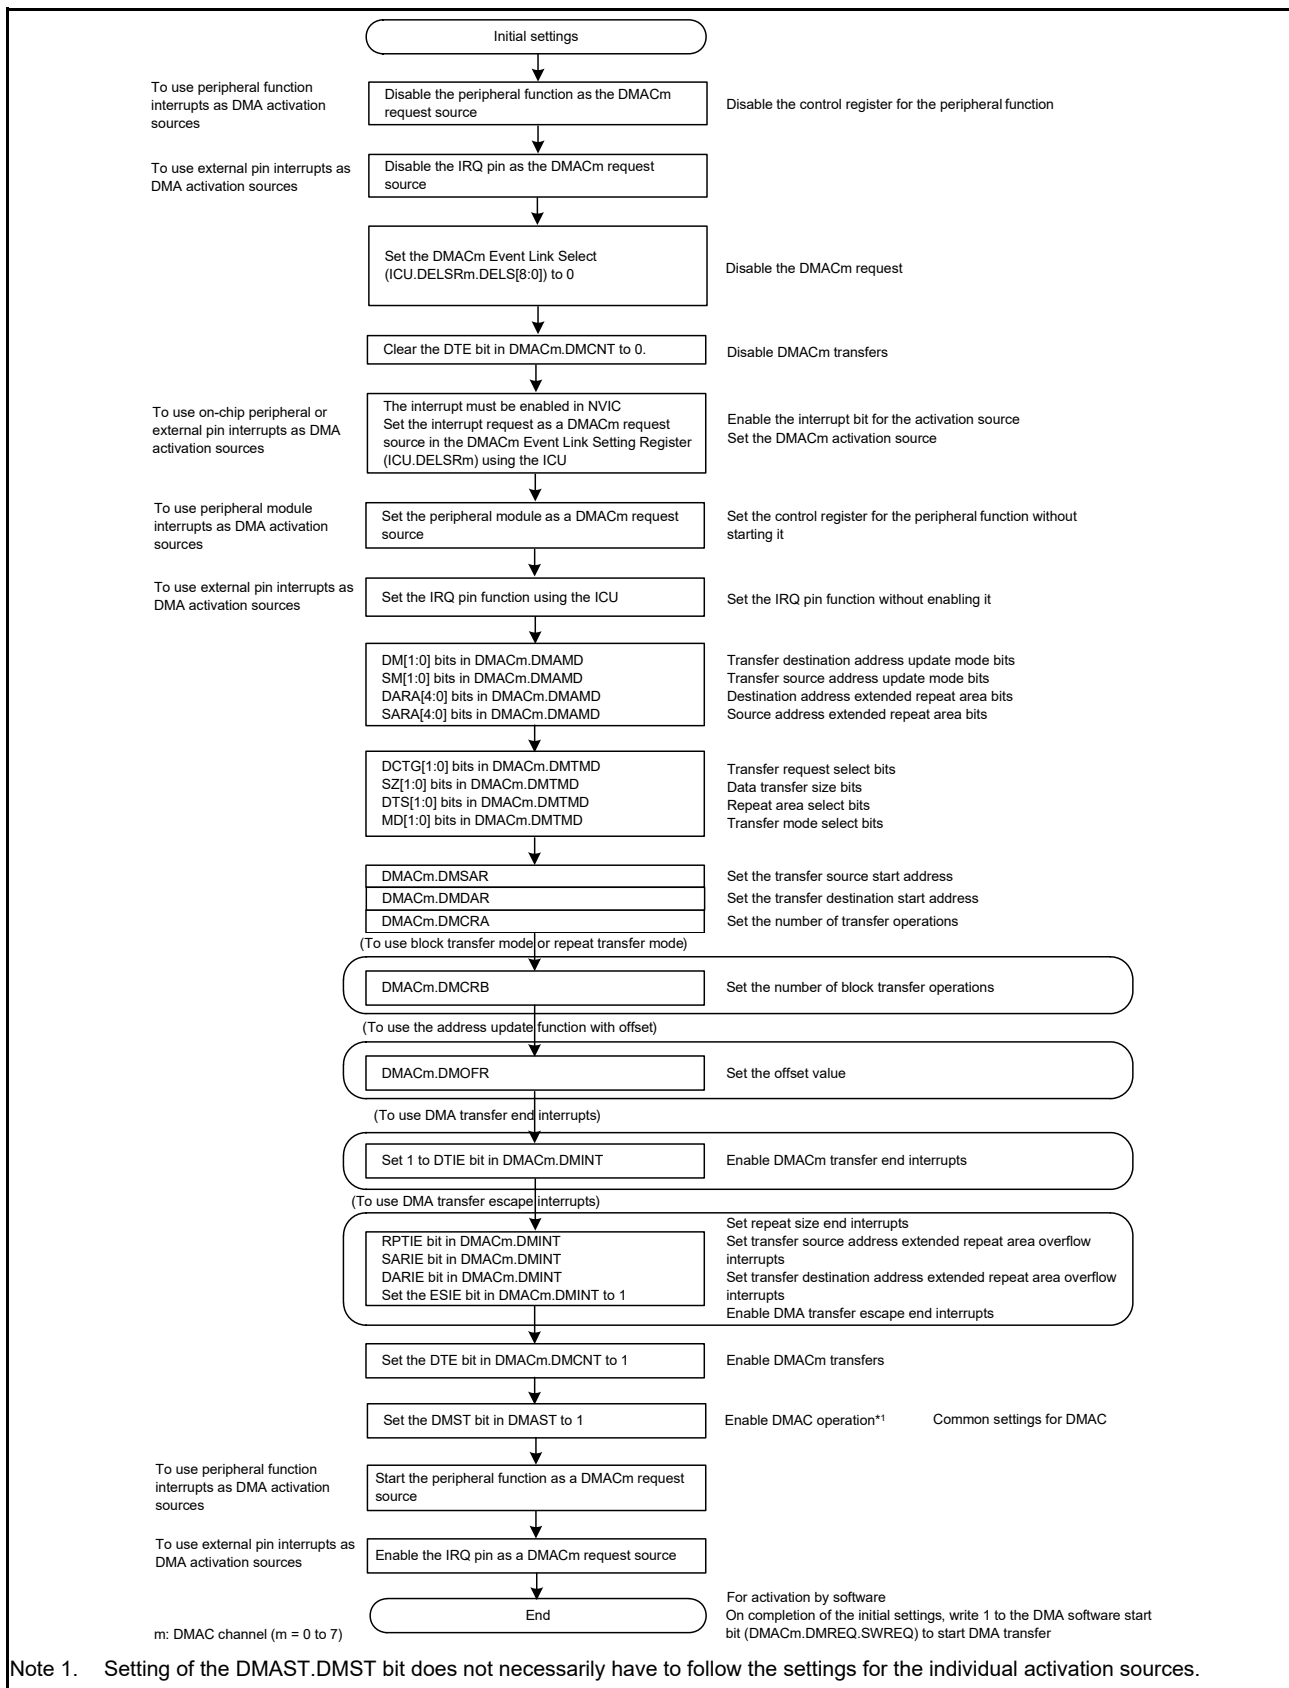 Initial settings
To use peripheral function
interrupts as DMA activation
sources
Disable the peripheral function as the DMACm
request source
Disable the control register for the peripheral function
To use external pin interrupts as
DMA activation sources
Disable the IRQ pin as the DMACm request
source
Set the DMACm Event Link Select
(ICU.DELSRm.DELS[8:0]) to 0
Disable the DMACm request
Clear the DTE bit in DMACm.DMCNT to 0.
Disable DMACm transfers
To use on-chip peripheral or
external pin interrupts as DMA
activation sources
The interrupt must be enabled in NVIC
Set the interrupt request as a DMACm request
source in the DMACm Event Link Setting Register
(ICU.DELSRm) using the ICU
Enable the interrupt bit for the activation source
Set the DMACm activation source
To use peripheral module
interrupts as DMA activation
sources
Set the peripheral module as a DMACm request
source
Set the control register for the peripheral function without
starting it
To use external pin interrupts as
DMA activation sources
Set the IRQ pin function using the ICU
Set the IRQ pin function without enabling it
DM[1:0] bits in DMACm.DMAMD
SM[1:0] bits in DMACm.DMAMD
DARA[4:0] bits in DMACm.DMAMD
SARA[4:0] bits in DMACm.DMAMD
Transfer destination address update mode bits
Transfer source address update mode bits
Destination address extended repeat area bits
Source address extended repeat area bits
DCTG[1:0] bits in DMACm.DMTMD
SZ[1:0] bits in DMACm.DMTMD
DTS[1:0] bits in DMACm.DMTMD
MD[1:0] bits in DMACm.DMTMD
Transfer request select bits
Data transfer size bits
Repeat area select bits
Transfer mode select bits
DMACm.DMSAR
Set the transfer source start address
DMACm.DMDAR
Set the transfer destination start address
DMACm.DMCRA
Set the number of transfer operations
(To use block transfer mode or repeat transfer mode)
DMACm.DMCRB
Set the number of block transfer operations
(To use the address update function with offset)
DMACm.DMOFR
Set the offset value
(To use DMA transfer end interrupts)
Set 1 to DTIE bit in DMACm.DMINT
Enable DMACm transfer end interrupts
(To use DMA transfer escape interrupts)
RPTIE bit in DMACm.DMINT
SARIE bit in DMACm.DMINT
DARIE bit in DMACm.DMINT
Set the ESIE bit in DMACm.DMINT to 1
Set repeat size end interrupts
Set transfer source address extended repeat area overflow
interrupts
Set transfer destination address extended repeat area overflow
interrupts
Enable DMA transfer escape end interrupts
Set the DTE bit in DMACm.DMCNT to 1
Enable DMACm transfers
Set the DMST bit in DMAST to 1
Enable DMAC operation*1
Common settings for DMAC
To use peripheral function
interrupts as DMA activation
sources
Start the peripheral function as a DMACm request
source
To use external pin interrupts as
DMA activation sources
Enable the IRQ pin as a DMACm request source
End
For activation by software
On completion of the initial settings, write 1 to the DMA software start
bit (DMACm.DMREQ.SWREQ) to start DMA transfer
m: DMAC channel (m = 0 to 7)
Note 1. Setting of the DMAST.DMST bit does not necessarily have to follow the settings for the individual activation sources.